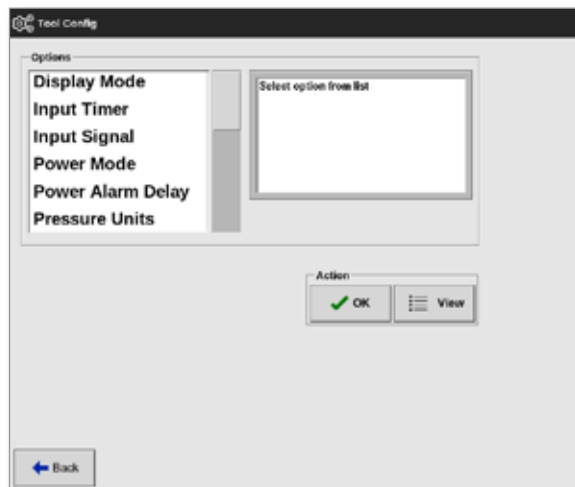 Tool Config
Options
Display Mode
Input Timer
Input Signal
Power Mode
Power Alarm Delay
Pressure Units
Select option from list
Action
OK
View
Back